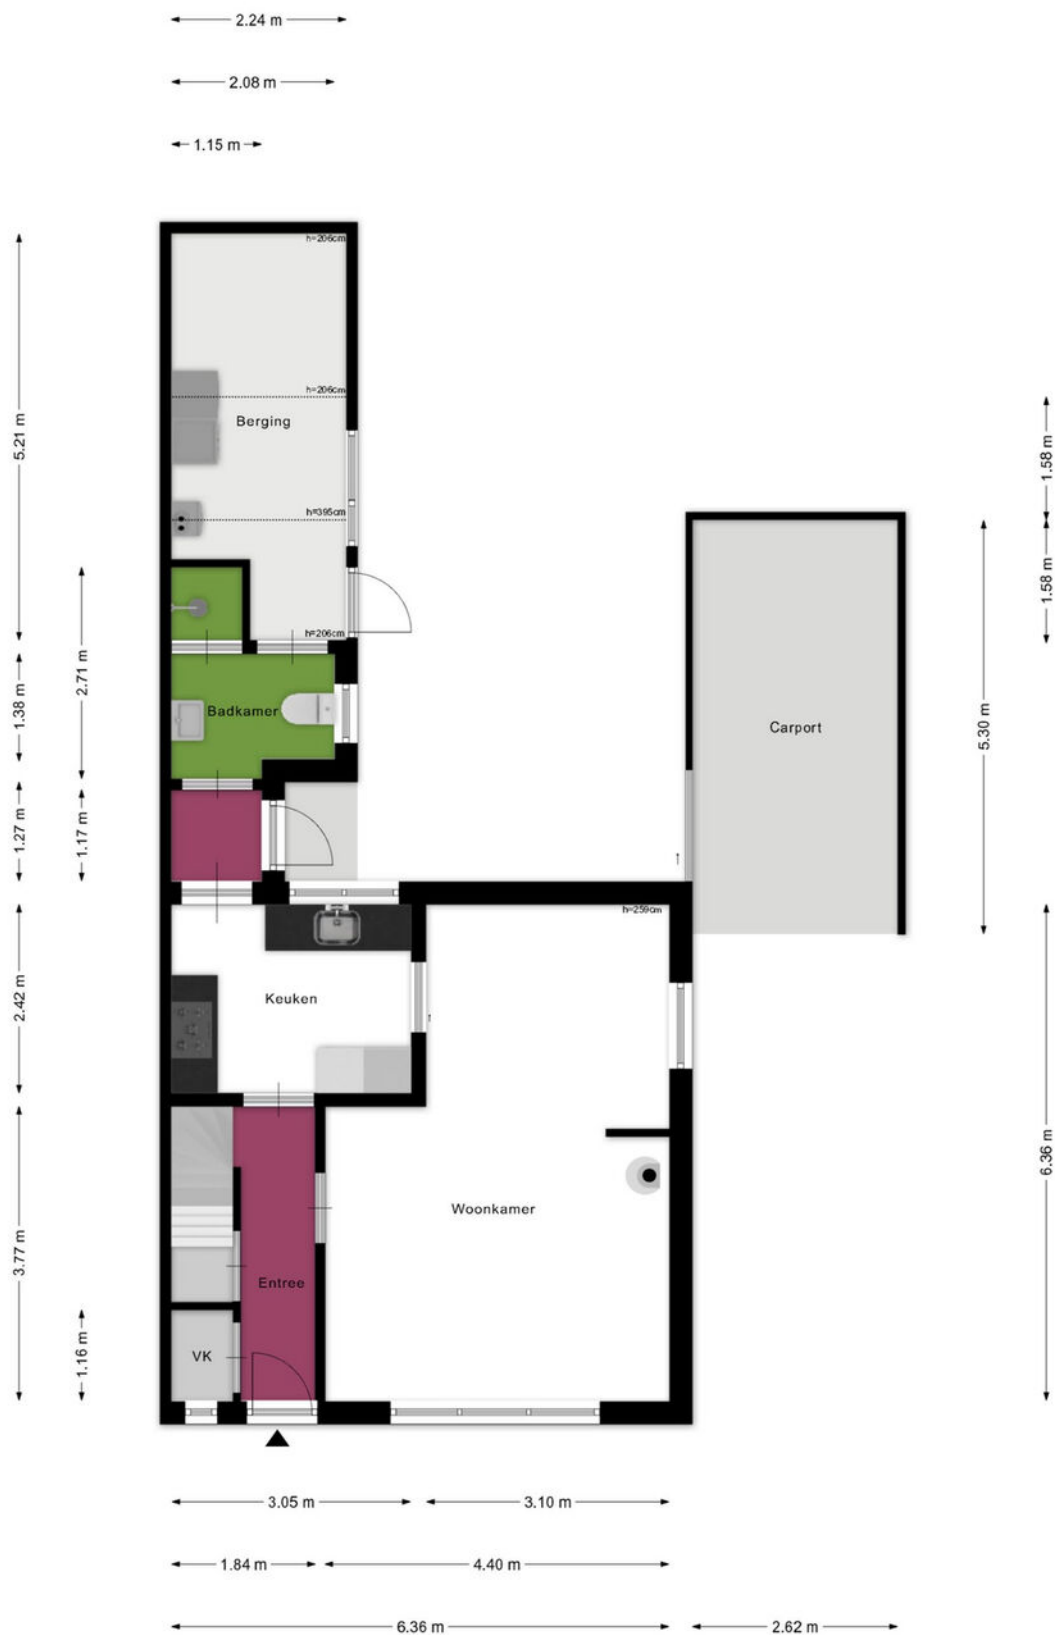 2.24 m
2.08 m
1.15 m
h=206cm
h=206cm
Berging
5.21 m
1.58 m
h=395cm
1.58 m
h=206cm
2.71 m
1.38 m
Badkamer
Carport
5.30 m
1.27 m
1.17 m
h=259cm
2.42 m
Keuken
6.36 m
Woonkamer
3.77 m
Entree
1.16 m
VK
3.05 m
3.10 m
1.84 m
4.40 m
6.36 m
2.62 m